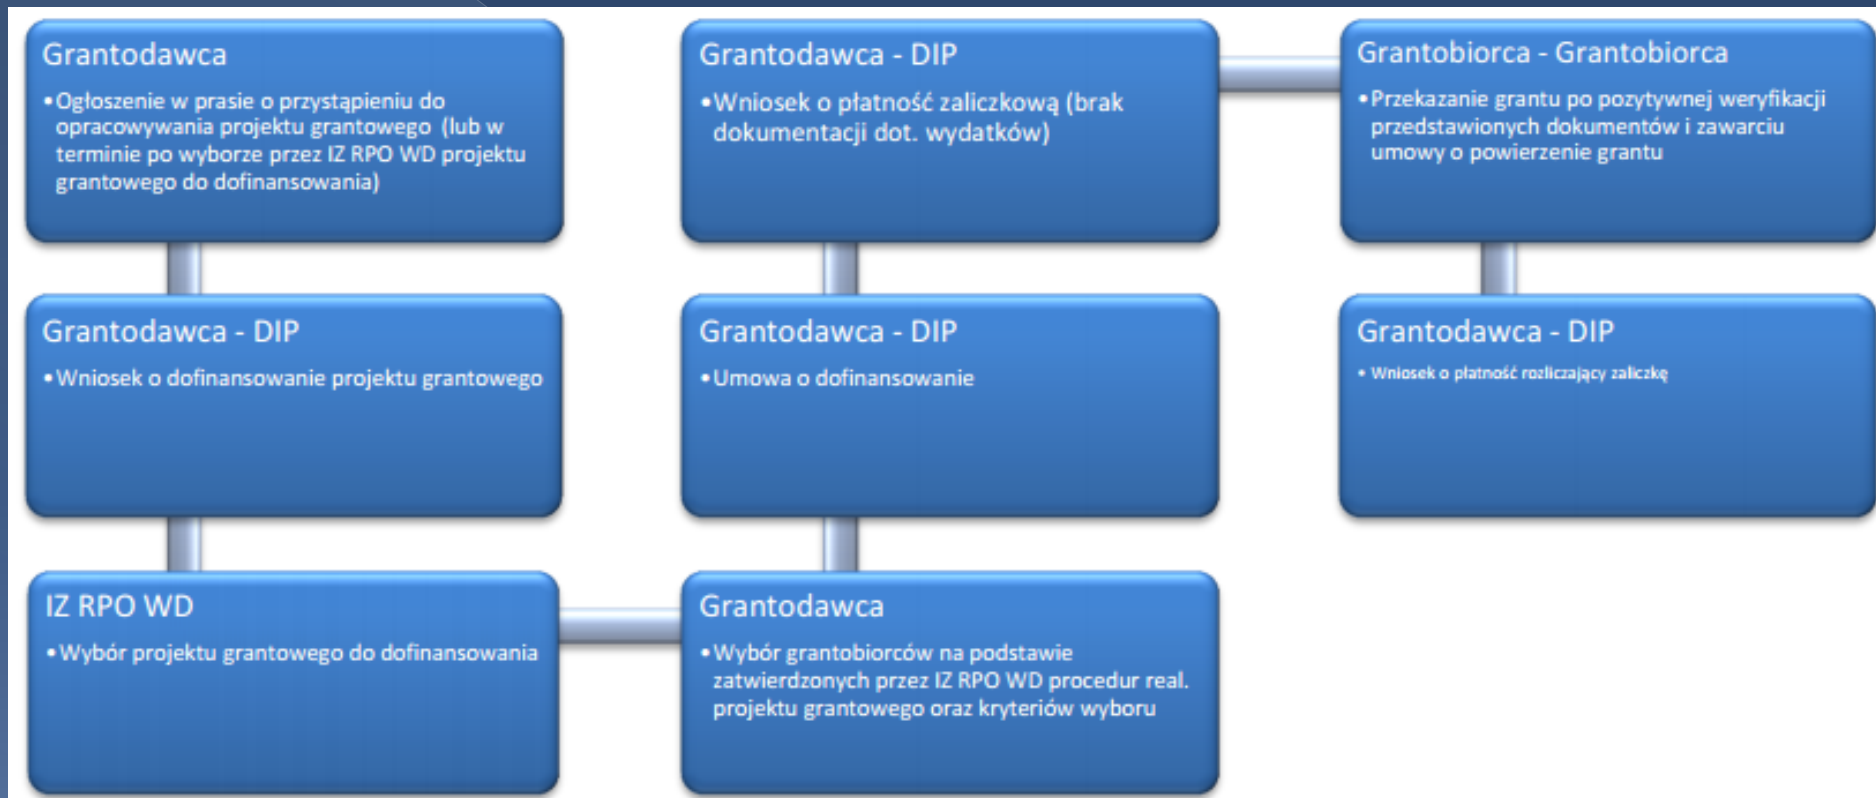 Grantodawca
•Ogłoszenie w prasie o przystąpieniu do
opracowywania projektu grantowego (lub w
terminie po wyborze przez IZ RPO WD projektu
grantowego do dofinansowania)
Grantodawca - DIP
•Wniosek o dofinansowanie projektu grantowego
IZ RPO WD
•Wybór projektu grantowego do dofinansowania
Grantodawca
•Wybór grantobiorców na podstawie
zatwierdzonych przez IZ RPO WD procedur real.
projektu grantowego oraz kryteriów wyboru
Grantodawca - DIP
•Umowa o dofinansowanie
Grantodawca - DIP
•Wniosek o płatność zaliczkową (brak
dokumentacji dot. wydatków)
Grantobiorca - Grantobiorca
•Przekazanie grantu po pozytywnej weryfikacji
przedstawionych dokumentów i zawarciu
umowy o powierzenie grantu
Grantodawca - DIP
• Wniosek o płatność rozliczający zaliczkę